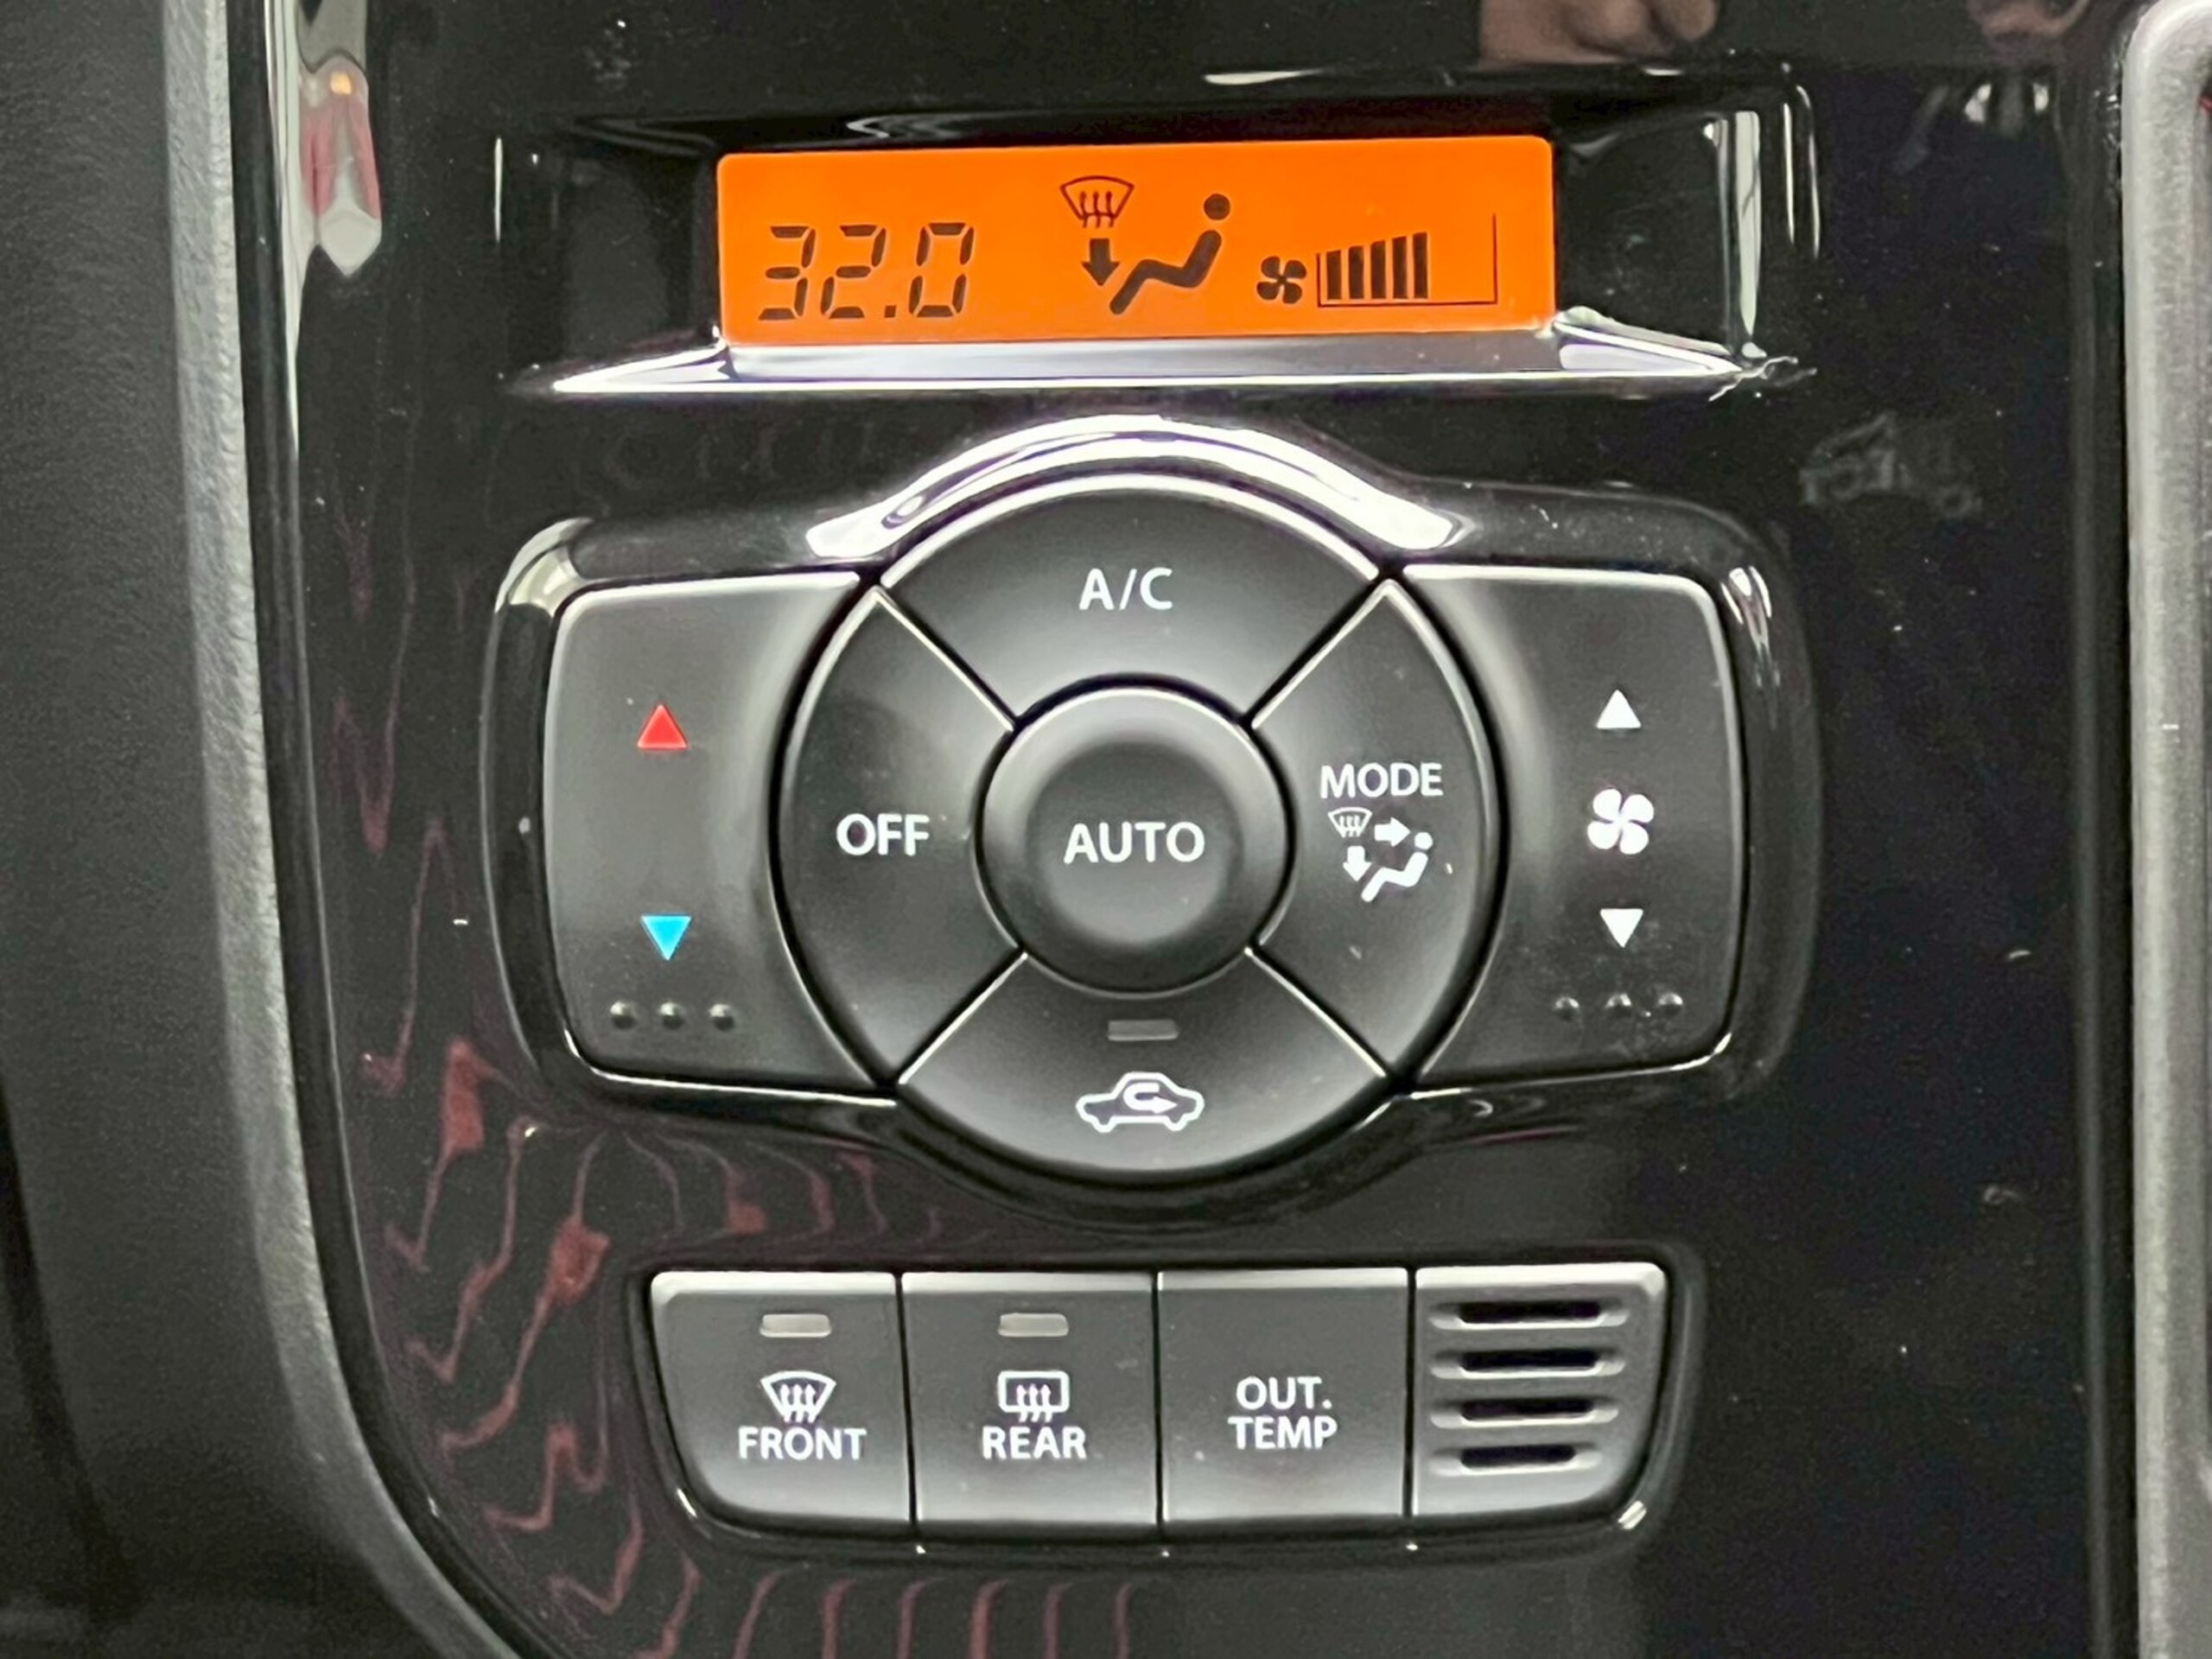 32.0
A/C
MODE
OFF
AUTO
FRONT
REAR
OUT.
TEMP